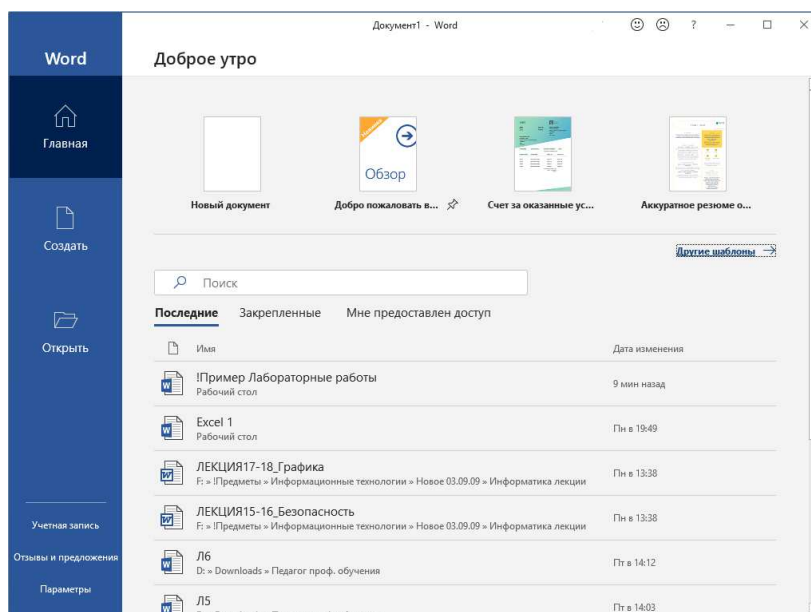 Документ1 - Word
Word
Доброе утро
Главная
Создать
Открыть
Учетная запись
Отзывы и предложения
Параметры
Новинка
Обзор
Новый документ
Добро пожаловать в...
Счет за оказанные ус...
Аккуратное резюме о...
Другие шаблоны
Поиск
Последние Закрепленные Мне предоставлен доступ
Имя Дата изменения
!Пример Лабораторные работы
Рабочий стол
9 мин назад
Excel 1
Рабочий стол
Пн в 19:49
ЛЕКЦИЯ17-18_Графика
F: » !Предметы » Информационные технологии » Новое 03.09.09 » Информатика лекции
Пн в 13:38
ЛЕКЦИЯ15-16_Безопасность
F: » !Предметы » Информационные технологии » Новое 03.09.09 » Информатика лекции
Пн в 13:38
Л6
D: » Downloads » Педагог проф. обучения
Пт в 14:12
Л5
Пт в 14:03